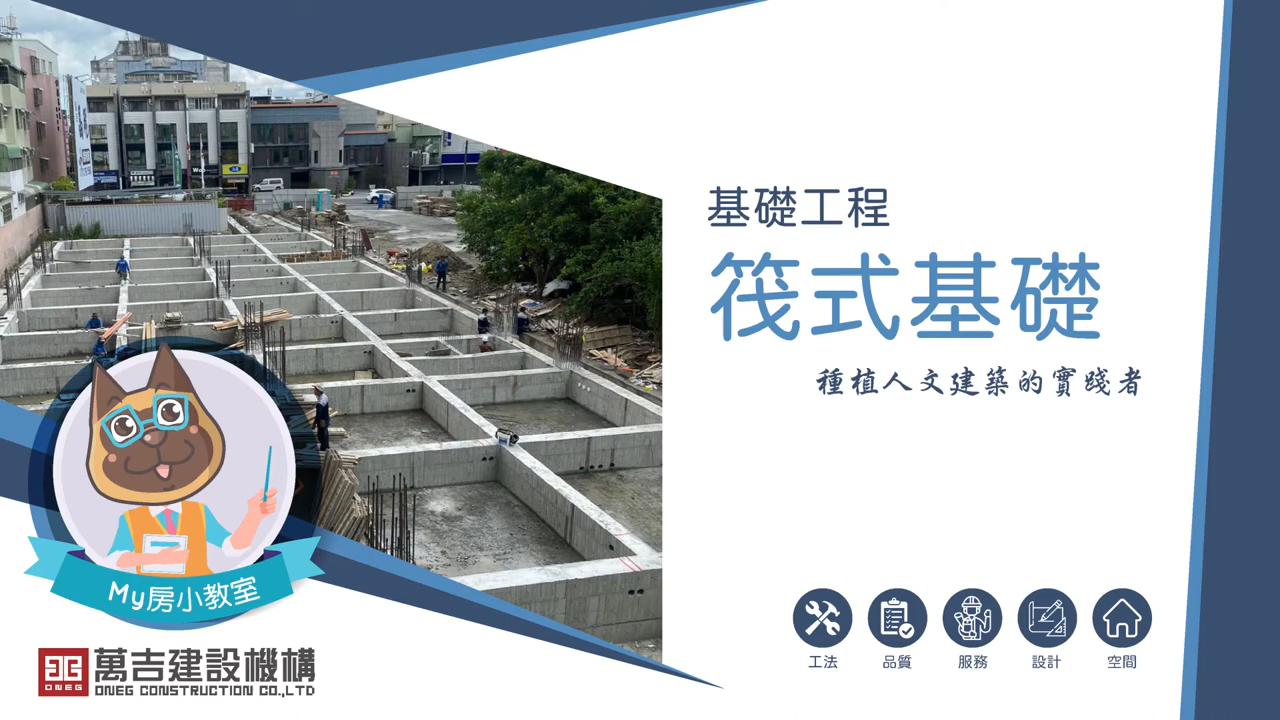 基礎工程
筏式基礎
種植人文建築的實踐者
My房小教室
萬吉建設機構
ONEG
ONEG CONSTRUCTION CO.,LTD
工法
品質
服務
設計
空間